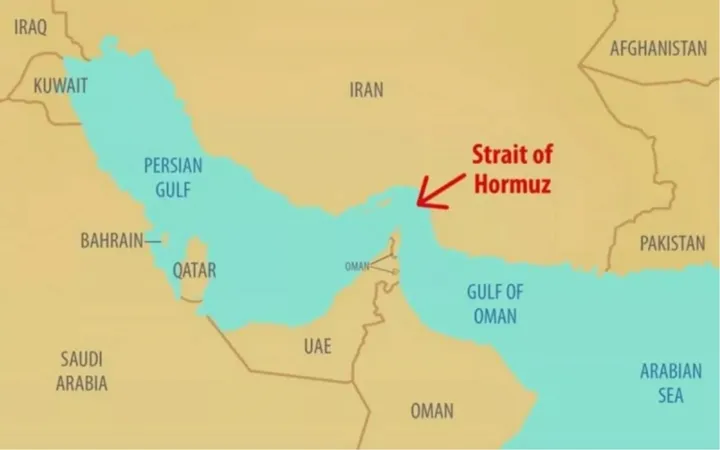 IRAQ
AFGHANISTAN
KUWAIT
IRAN
Strait of
Hormuz
PERSIAN
GULF
BAHRAIN
QATAR
OMAN
PAKISTAN
GULF OF
OMAN
UAE
SAUDI
ARABIA
ARABIAN
SEA
OMAN